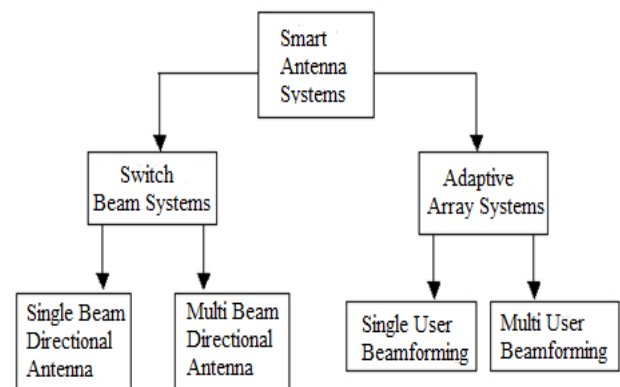 Smart
Antenna
Systems
Switch
Beam Systems
Adaptive
Array Systems
Single Beam
Directional
Antenna
Multi Beam
Directional
Antenna
Single User
Beamforming
Multi User
Beamforming